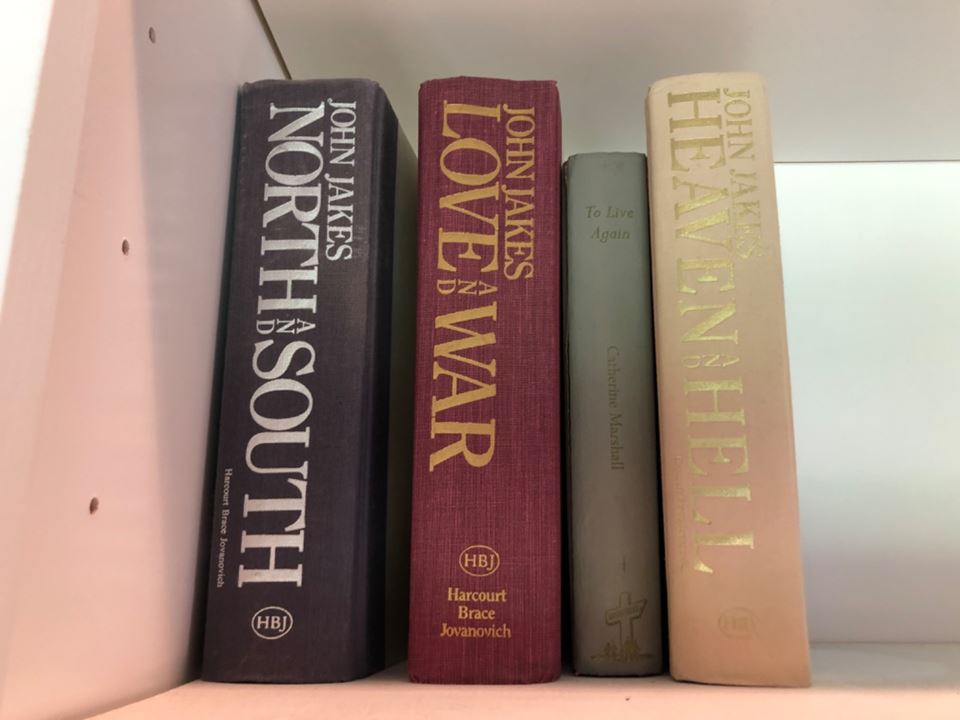 JOHN JAKES
NORTH AND SOUTH
Harcourt Brace Jovanovich
HBJ
JOHN JAKES
LOVE AND WAR
HBJ
Harcourt
Brace
Jovanovich
To Live
Again
Catherine Marshall
JOHN JAKES
HEAVEN AND HELL
HBJ